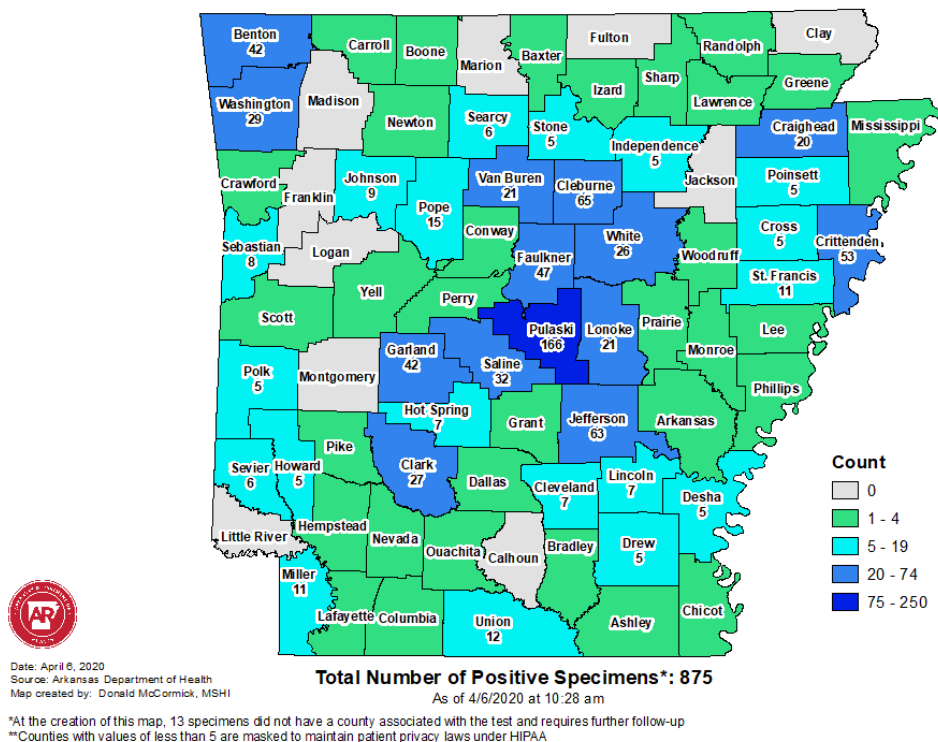 Benton
42
Carroll
Boone
Marion
Baxter
Fulton
Randolph
Clay
Sharp
Izard
Greene
Lawrence
Washington
29
Madison
Newton
Searcy
6
Stone
5
Independence
5
Craighead
20
Mississippi
Crawford
Franklin
Johnson
9
Pope
15
Van Buren
21
Cleburne
65
Jackson
Poinsett
5
Sebastian
8
Logan
Conway
Faulkner
47
White
26
Woodruff
Cross
5
Crittenden
53
St. Francis
11
Scott
Yell
Perry
Pulaski
166
Lonoke
21
Prairie
Monroe
Lee
Phillips
Polk
5
Montgomery
Garland
42
Saline
32
Hot Spring
7
Grant
Jefferson
63
Arkansas
Sevier
6
Howard
5
Pike
Clark
27
Dallas
Cleveland
7
Lincoln
7
Desha
5
Little River
Hempstead
Nevada
Ouachita
Calhoun
Bradley
Drew
5
Miller
11
Lafayette
Columbia
Union
12
Ashley
Chicot
Count
0
1 - 4
5 - 19
20 - 74
75 - 250
AR
Date: April 6, 2020
Source: Arkansas Department of Health
Map created by: Donald McCormick, MSHI
Total Number of Positive Specimens*: 875
As of 4/6/2020 at 10:28 am
*At the creation of this map, 13 specimens did not have a county associated with the test and requires further follow-up
**Counties with values of less than 5 are masked to maintain patient privacy laws under HIPAA